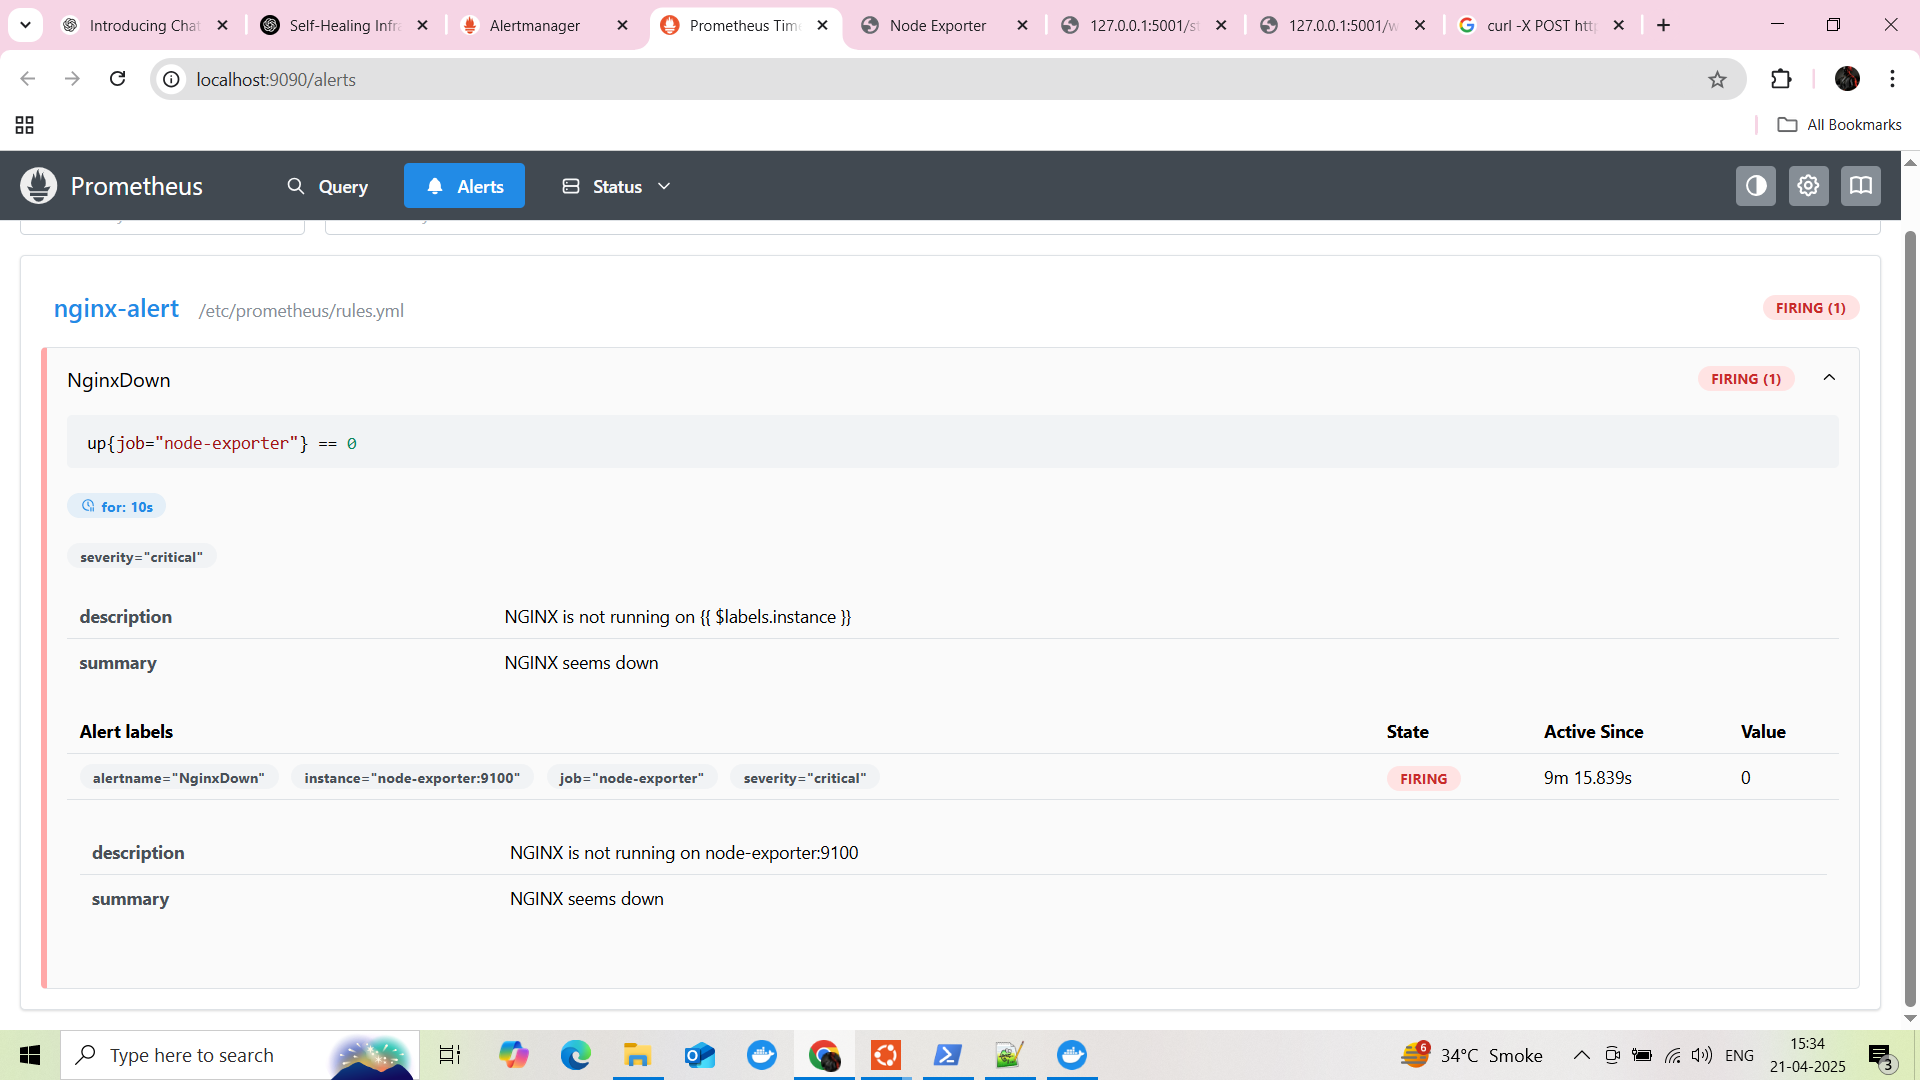 Introducing Chat
Self-Healing Infra
Alertmanager
Prometheus Time
Node Exporter
127.0.0.1:5001/st
127.0.0.1:5001/w
curl -X POST http
localhost:9090/alerts
All Bookmarks
Prometheus
Query
Alerts
Status
nginx-alert /etc/prometheus/rules.yml
FIRING (1)
NginxDown
FIRING (1)
up{job="node-exporter"} == 0
for: 10s
severity="critical"
description NGINX is not running on {{ $labels.instance }}
summary NGINX seems down
Alert labels State Active Since Value
alertname="NginxDown" instance="node-exporter:9100" job="node-exporter" severity="critical" FIRING 9m 15.839s 0
description NGINX is not running on node-exporter:9100
summary NGINX seems down
Type here to search
6
34°C Smoke
ENG
15:34
21-04-2025
3